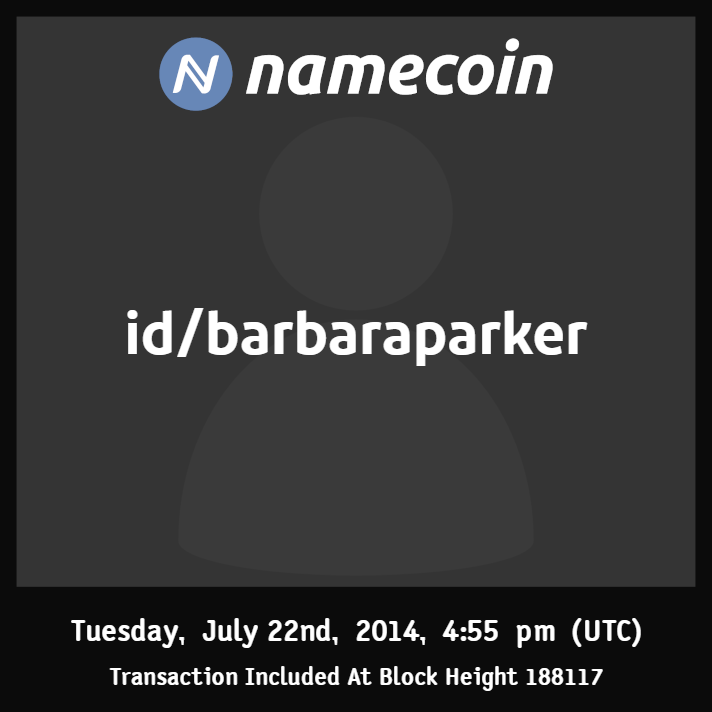 namecoin
id/barbaraparker
Tuesday, July 22nd, 2014, 4:55 pm (UTC)
Transaction Included At Block Height 188117